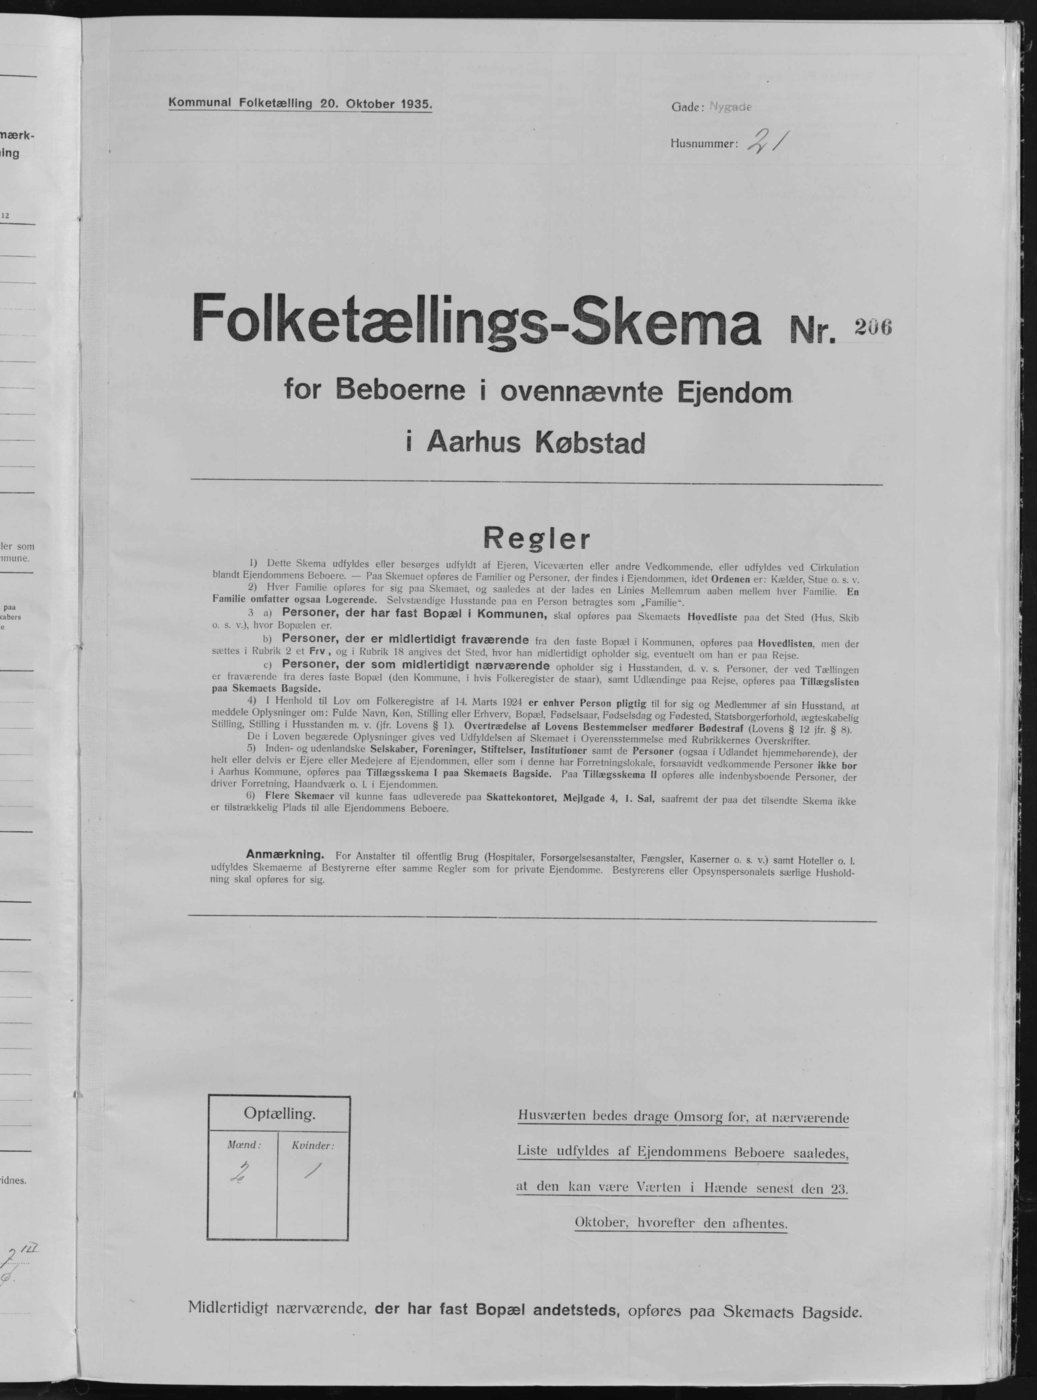 Kommunal Folketælling 20. Oktober 1935.
Gade: Nygade
Husnummer: 21
Folketællings-Skema Nr. 206
for Beboerne i ovennævnte Ejendom
i Aarhus Købstad
Regler
1) Dette Skema udfyldes eller besørges udfyldt af Ejeren, Viceværten eller andre Vedkommende, eller udfyldes ved Cirkulation
blandt Ejendommens Beboere. — Paa Skemaet opføres de Familier og Personer, der findes i Ejendommen, idet Ordenen er: Kælder, Stue o. s. v.
2) Hver Familie opføres for sig paa Skemaet, og saaledes at der lades en Linies Mellemrum aaben mellem hver Familie. En
Familie omfatter ogsaa Logerende. Selvstændige Husstande paa en Person betragtes som „Familie“.
3 a) Personer, der har fast Bopæl i Kommunen, skal opføres paa Skemaets Hovedliste paa det Sted (Hus, Skib
o. s. v.), hvor Bopælen er.
b) Personer, der er midlertidigt fraværende fra den faste Bopæl i Kommunen, opføres paa Hovedlisten, men der
sættes i Rubrik 2 et Frv, og i Rubrik 18 angives det Sted, hvor han midlertidigt opholder sig, eventuelt om han er paa Rejse.
c) Personer, der som midlertidigt nærværende opholder sig i Husstanden, d. v. s. Personer, der ved Tællingen
er fraværende fra deres faste Bopæl (den Kommune, i hvis Folkeregister de staar), samt Udlændinge paa Rejse, opføres paa Tillægslisten
paa Skemaets Bagside.
4) I Henhold til Lov om Folkeregistre af 14. Marts 1924 er enhver Person pligtig til for sig og Medlemmer af sin Husstand, at
meddele Oplysninger om: Fulde Navn, Køn, Stilling eller Erhverv, Bopæl, Fødselsaar, Fødselsdag og Fødested, Statsborgerforhold, ægteskabelig
Stilling, Stilling i Husstanden m. v. (jfr. Lovens § 1). Overtrædelse af Lovens Bestemmelser medfører Bødestraf (Lovens § 12 jfr. § 8).
De i Loven begærede Oplysninger gives ved Udfyldelsen af Skemaet i Overensstemmelse med Rubrikkernes Overskrifter.
5) Inden- og udenlandske Selskaber, Foreninger, Stiftelser, Institutioner samt de Personer (ogsaa i Udlandet hjemmehørende), der
helt eller delvis er Ejere eller Medejere af Ejendommen, eller som i denne har Forretningslokale, forsaavidt vedkommende Personer ikke bor
i Aarhus Kommune, opføres paa Tillægsskema I paa Skemaets Bagside. Paa Tillægsskema II opføres alle indenbysboende Personer, der
driver Forretning, Haandværk o. l. i Ejendommen.
6) Flere Skemaer vil kunne faas udleverede paa Skattekontoret, Mejlgade 4, 1. Sal, saafremt der paa det tilsendte Skema ikke
er tilstrækkelig Plads til alle Ejendommens Beboere.
Anmærkning. For Anstalter til offentlig Brug (Hospitaler, Forsørgelsesanstalter, Fængsler, Kaserner o. s. v.) samt Hoteller o. l.
udfyldes Skemaerne af Bestyrerne efter samme Regler som for private Ejendomme. Bestyrerens eller Opsynspersonalets særlige Hushold-
ning skal opføres for sig.
Optælling.
Mænd: Kvinder:
2 1
Husværten bedes drage Omsorg for, at nærværende
Liste udfyldes af Ejendommens Beboere saaledes,
at den kan være Værten i Hænde senest den 23.
Oktober, hvorefter den afhentes.
Midlertidigt nærværende, der har fast Bopæl andetsteds, opføres paa Skemaets Bagside.